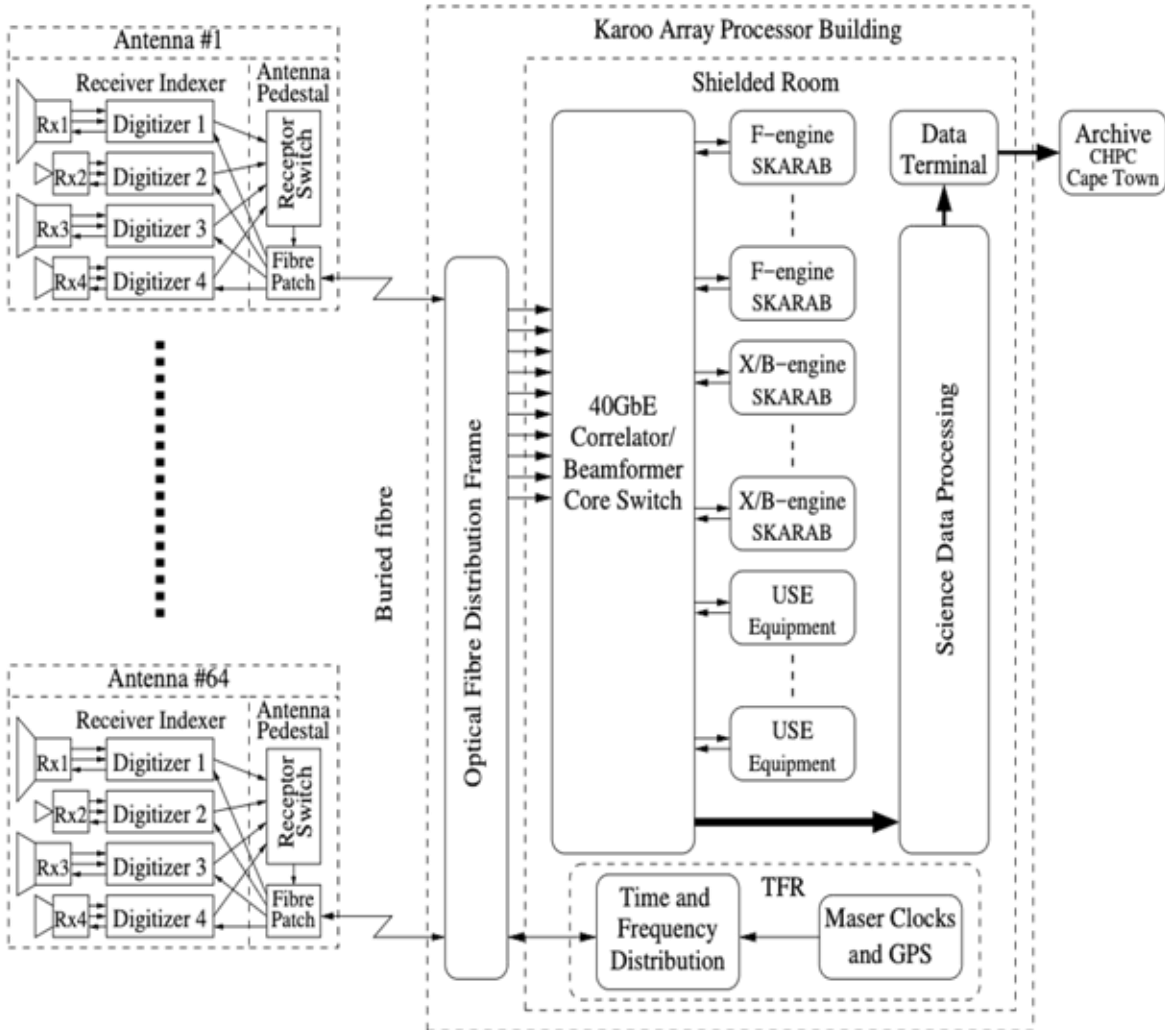 Antenna #1
Receiver Indexer
Antenna
Pedestal
Rx1
Digitizer 1
Rx2
Digitizer 2
Rx3
Digitizer 3
Rx4
Digitizer 4
Receptor
Switch
Fibre
Patch
Antenna #64
Receiver Indexer
Antenna
Pedestal
Rx1
Digitizer 1
Rx2
Digitizer 2
Rx3
Digitizer 3
Rx4
Digitizer 4
Receptor
Switch
Fibre
Patch
Buried fibre
Karoo Array Processor Building
Optical Fibre Distribution Frame
Shielded Room
40GbE
Correlator/
Beamformer
Core Switch
F-engine
SKARAB
F-engine
SKARAB
X/B-engine
SKARAB
X/B-engine
SKARAB
USE
Equipment
USE
Equipment
Data
Terminal
Science Data Processing
Archive
CHPC
Cape Town
TFR
Time and
Frequency
Distribution
Maser Clocks
and GPS